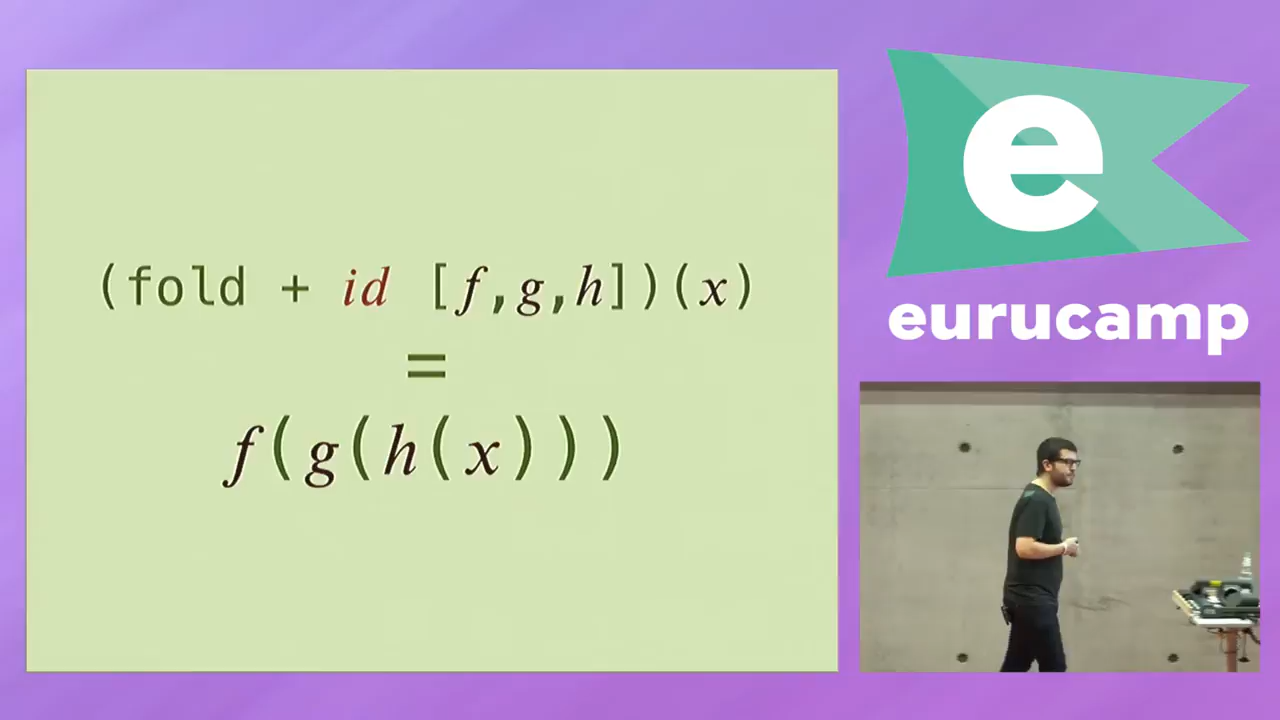 (fold + id [f,g,h])(x)
=
f(g(h(x)))
e
eurucamp